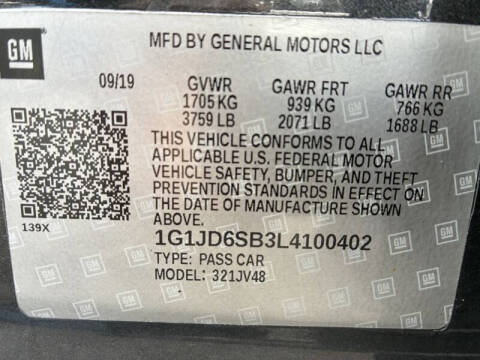 GM
MFD BY GENERAL MOTORS LLC
09/19 GVWR GAWR FRT GAWR RR
1705 KG 939 KG 766 KG
3759 LB 2071 LB 1688 LB
THIS VEHICLE CONFORMS TO ALL
APPLICABLE U.S. FEDERAL MOTOR
VEHICLE SAFETY, BUMPER, AND THEFT
PREVENTION STANDARDS IN EFFECT ON
THE DATE OF MANUFACTURE SHOWN
ABOVE.
139X
1G1JD6SB3L4100402
TYPE: PASS CAR
MODEL: 321JV48